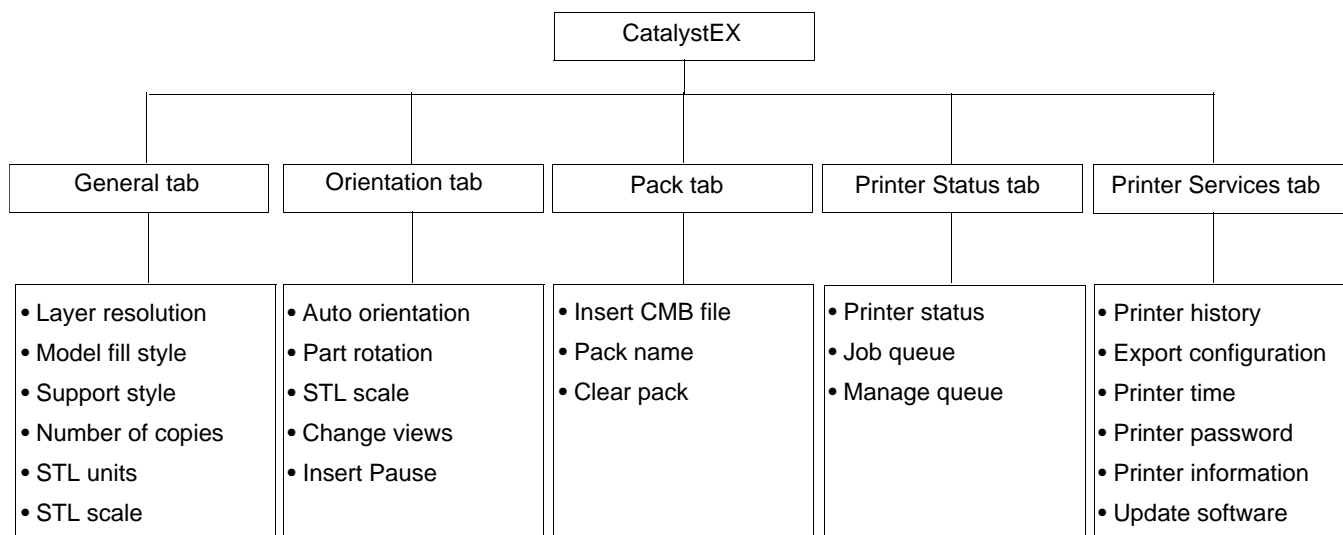 CatalystEX
General tab
Orientation tab
Pack tab
Printer Status tab
Printer Services tab
• Layer resolution
• Model fill style
• Support style
• Number of copies
• STL units
• STL scale
• Auto orientation
• Part rotation
• STL scale
• Change views
• Insert Pause
• Insert CMB file
• Pack name
• Clear pack
• Printer status
• Job queue
• Manage queue
• Printer history
• Export configuration
• Printer time
• Printer password
• Printer information
• Update software